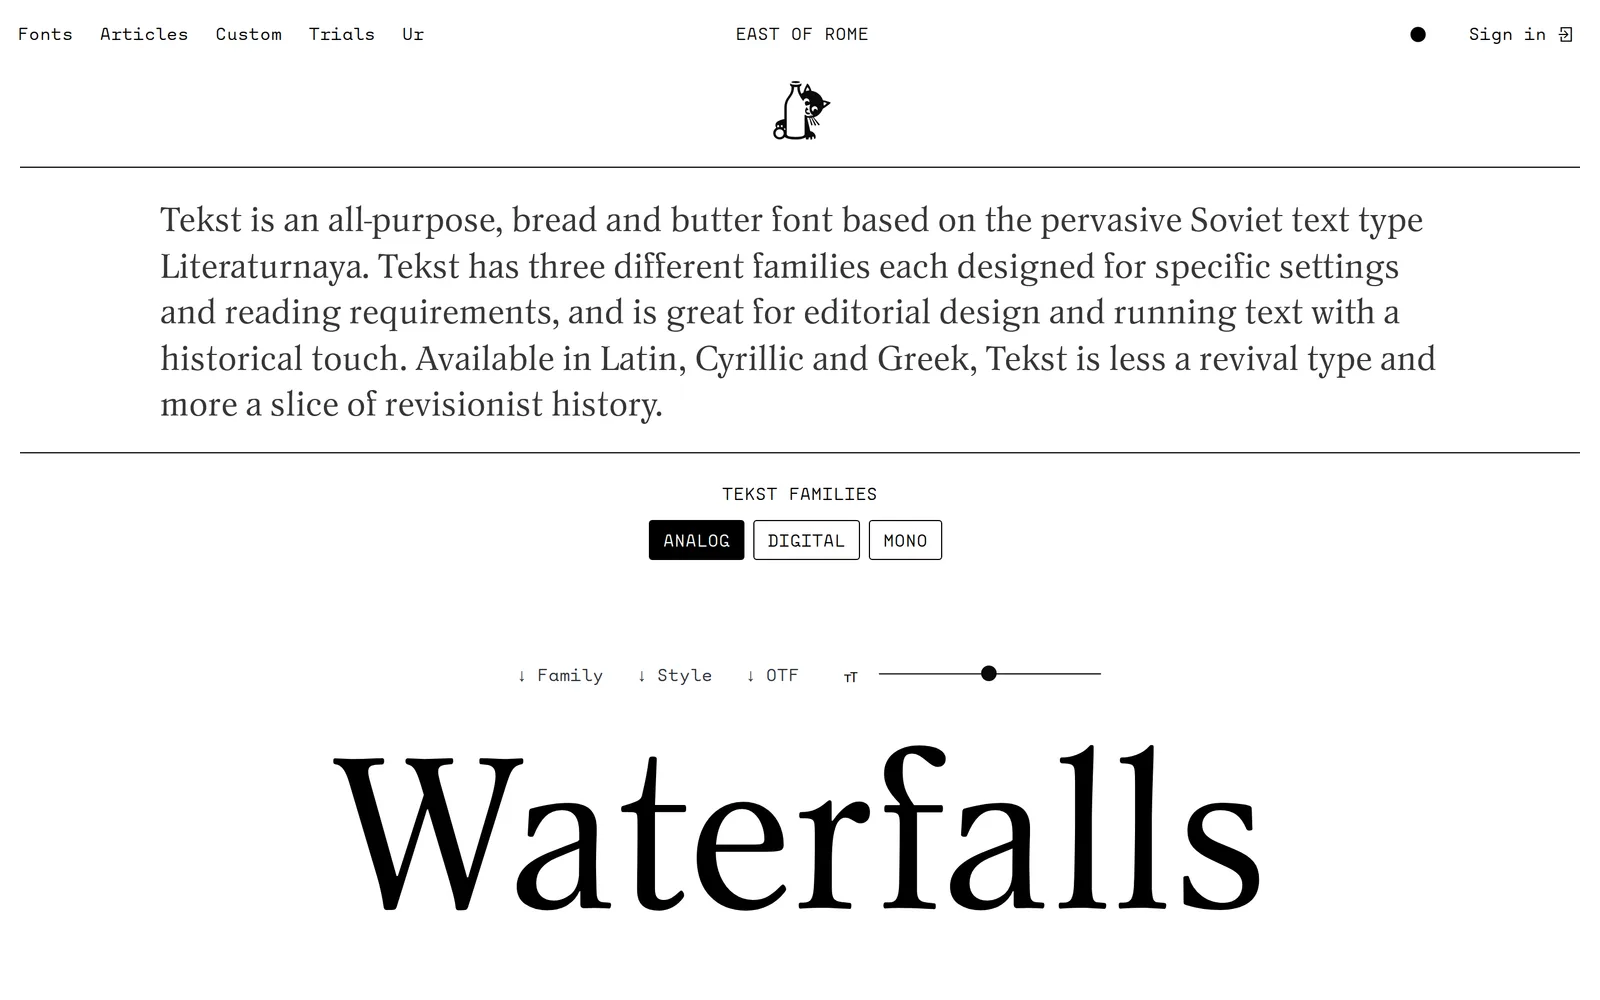 Fonts Articles Custom Trials Ur
EAST OF ROME
Sign in
Tekst is an all-purpose, bread and butter font based on the pervasive Soviet text type
Literaturnaya. Tekst has three different families each designed for specific settings
and reading requirements, and is great for editorial design and running text with a
historical touch. Available in Latin, Cyrillic and Greek, Tekst is less a revival type and
more a slice of revisionist history.
TEKST FAMILIES
ANALOG DIGITAL MONO
↓ Family ↓ Style ↓ OTF TT
Waterfalls